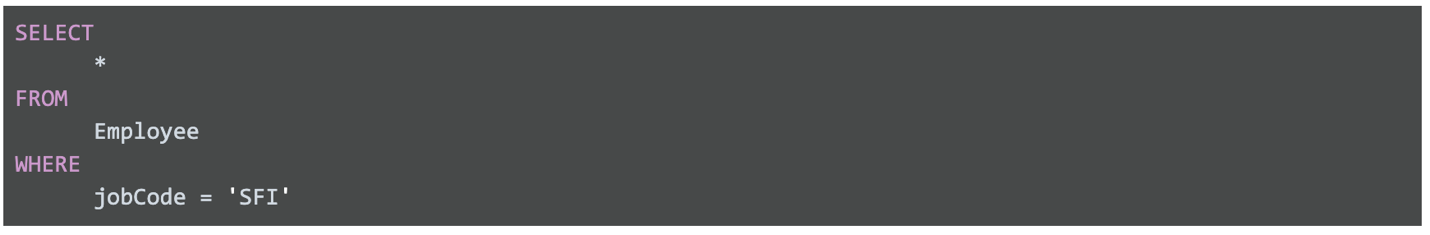 SELECT
*
FROM
Employee
WHERE
jobCode = 'SFI'